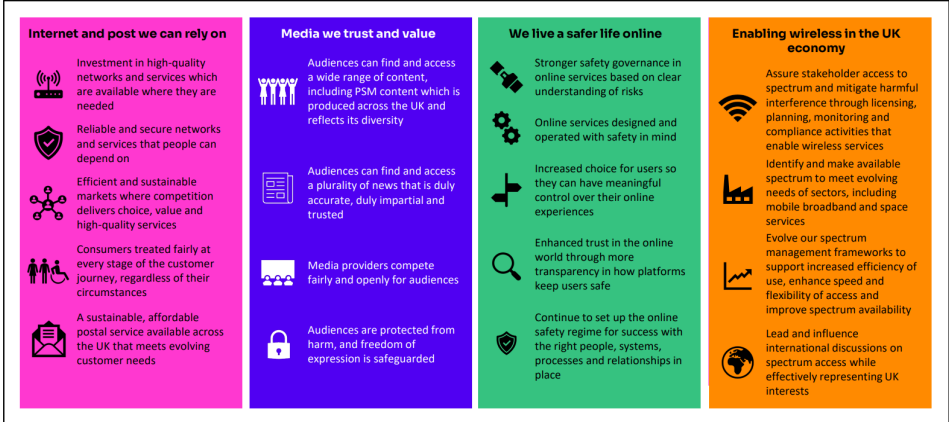 Internet and post we can rely on
Investment in high-quality
networks and services which
are available where they are
needed
Reliable and secure networks
and services that people can
depend on
Efficient and sustainable
markets where competition
delivers choice, value and
high-quality services
Consumers treated fairly at
every stage of the customer
journey, regardless of their
circumstances
A sustainable, affordable
postal service available across
the UK that meets evolving
customer needs
Media we trust and value
Audiences can find and access
a wide range of content,
including PSM content which is
produced across the UK and
reflects its diversity
Audiences can find and access
a plurality of news that is duly
accurate, duly impartial and
trusted
Media providers compete
fairly and openly for audiences
Audiences are protected from
harm, and freedom of
expression is safeguarded
We live a safer life online
Stronger safety governance in
online services based on clear
understanding of risks
Online services designed and
operated with safety in mind
Increased choice for users so
they can have meaningful
control over their online
experiences
Enhanced trust in the online
world through more
transparency in how platforms
keep users safe
Continue to set up the online
safety regime for success with
the right people, systems,
processes and relationships in
place
Enabling wireless in the UK
economy
Assure stakeholder access to
spectrum and mitigate harmful
interference through licensing,
planning, monitoring and
compliance activities that
enable wireless services
Identify and make available
spectrum to meet evolving
needs of sectors, including
mobile broadband and space
services
Evolve our spectrum
management frameworks to
support increased efficiency of
use, enhance speed and
flexibility of access and
improve spectrum availability
Lead and influence
international discussions on
spectrum access while
effectively representing UK
interests